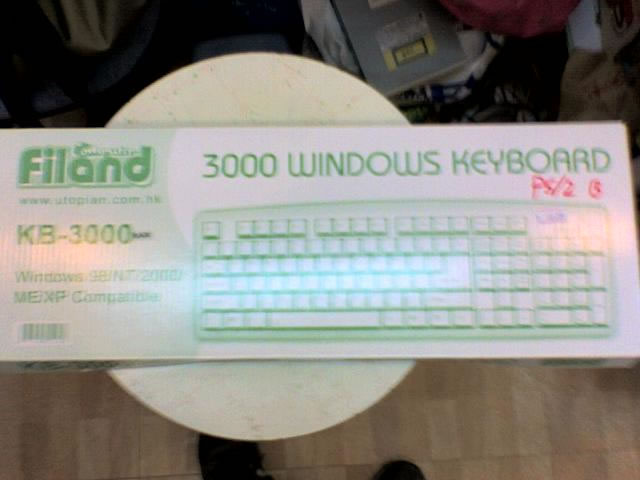 Computer
Filand
www.utopian.com.hk
KB-3000
Windows 98/NT/2000/
ME/XP Compatible
3000 WINDOWS KEYBOARD
PS/2 B